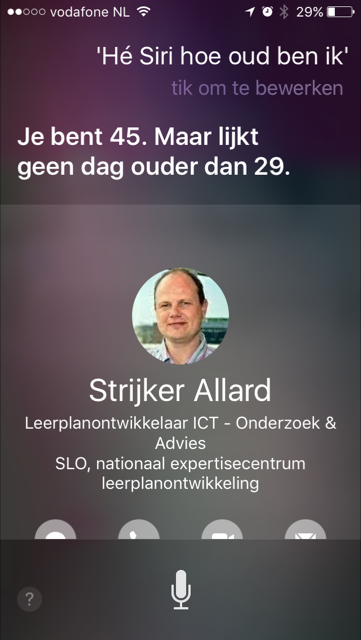 vodafone NL 29%
'Hé Siri hoe oud ben ik'
tik om te bewerken
Je bent 45. Maar lijkt
geen dag ouder dan 29.
Strijker Allard
Leerplanontwikkelaar ICT - Onderzoek &
Advies
SLO, nationaal expertisecentrum
leerplanontwikkeling
?